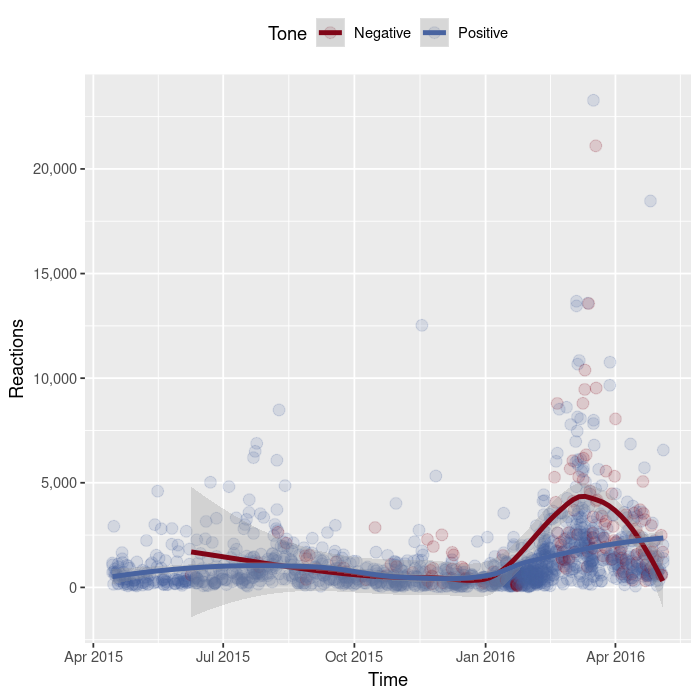 Tone Negative Positive
20,000
15,000
10,000
5,000
0
Reactions
Apr 2015 Jul 2015 Oct 2015 Jan 2016 Apr 2016
Time